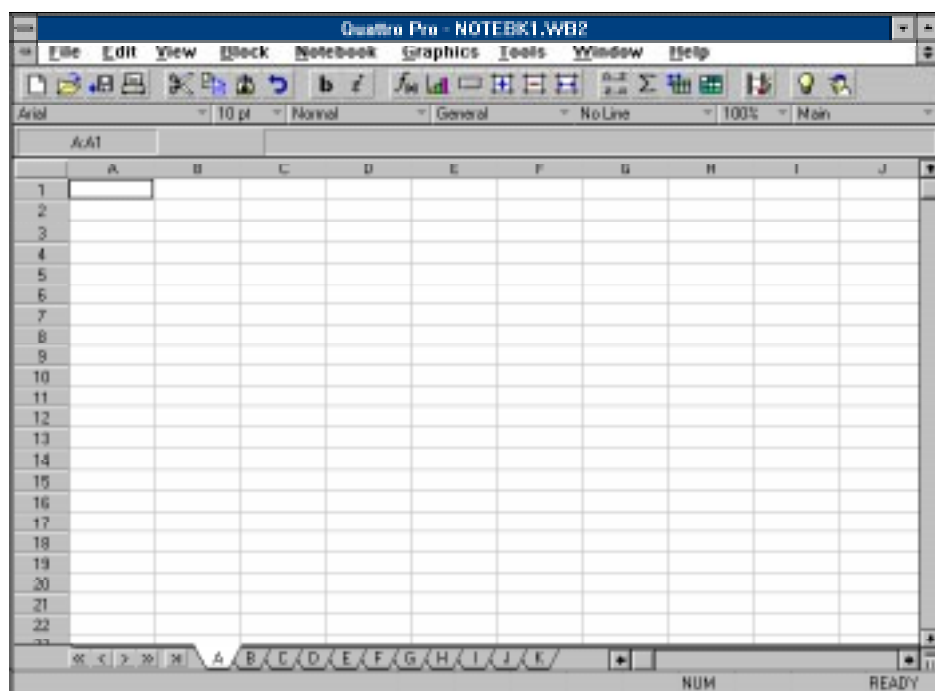 Quattro Pro - NOTEBK1.WB2
File Edit View Block Notebook Graphics Tools Window Help
b i Σ
Arial 10 pt Normal General No Line 100% Main
A:A1
A B C D E F G H I J
1
2
3
4
5
6
7
8
9
10
11
12
13
14
15
16
17
18
19
20
21
22
A B C D E F G H I J K
NUM READY